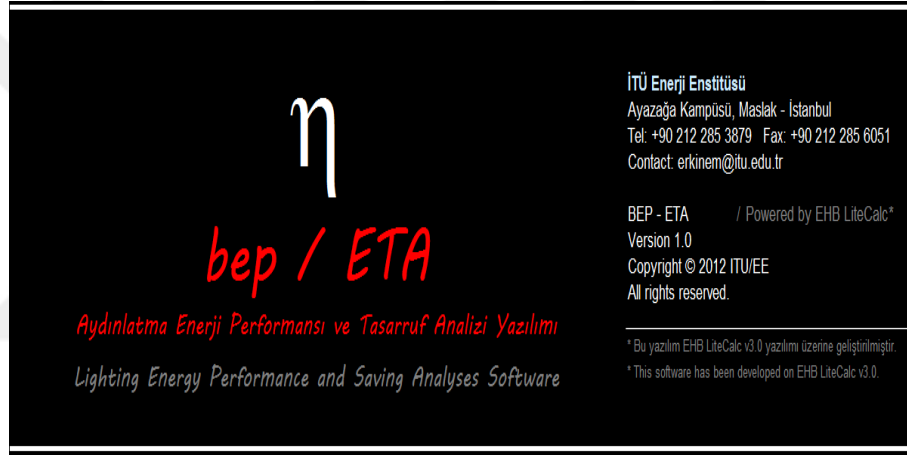 η
bep / ETA
Aydınlatma Enerji Performansı ve Tasarruf Analizi Yazılımı
Lighting Energy Performance and Saving Analyses Software
İTÜ Enerji Enstitüsü
Ayazağa Kampüsü, Maslak - İstanbul
Tel: +90 212 285 3879 Fax: +90 212 285 6051
Contact: erkinem@itu.edu.tr
BEP - ETA / Powered by EHB LiteCalc*
Version 1.0
Copyright © 2012 ITU/EE
All rights reserved.
* Bu yazılım EHB LiteCalc v3.0 yazılımı üzerine geliştirilmiştir.
* This software has been developed on EHB LiteCalc v3.0.